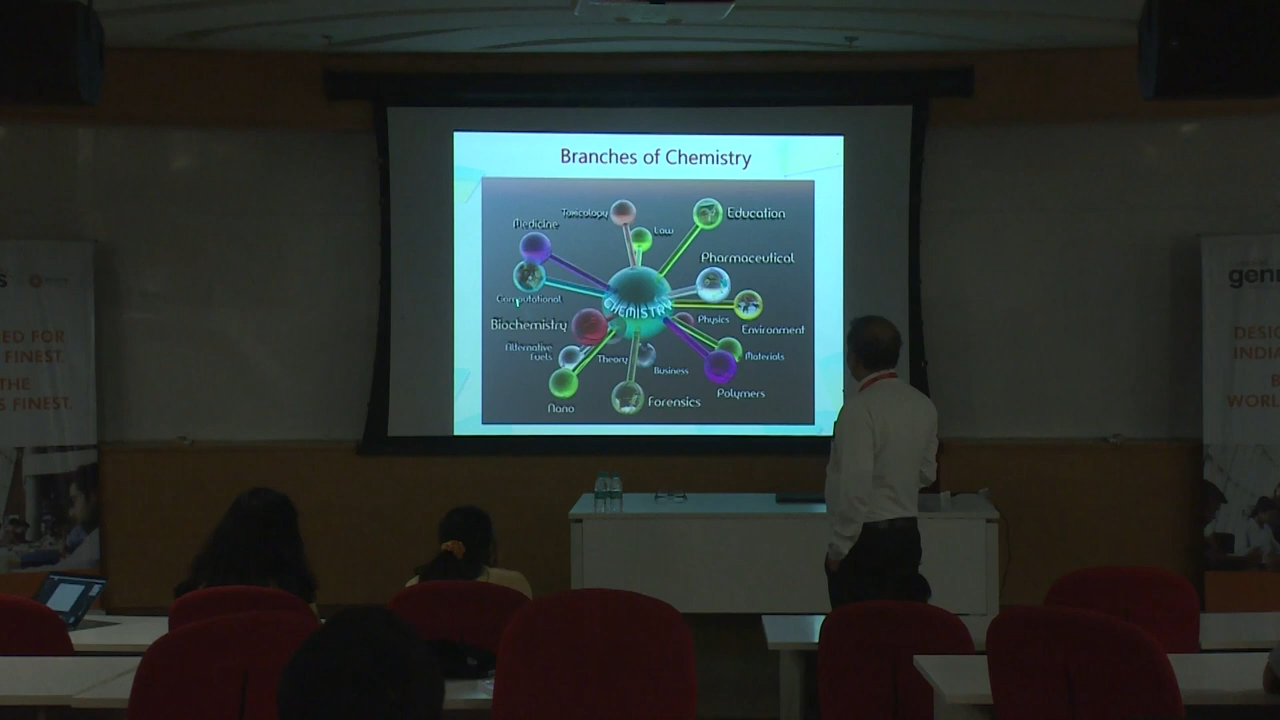 Branches of Chemistry
Toxicology
Education
Medicine
Law
Pharmaceutical
Computational
CHEMISTRY
Biochemistry
Physics
Environment
Alternative
Fuels
Theory
Business
Materials
Nano
Forensics
Polymers
ED FOR
FINEST.
THE
S FINEST.
geni
DESIG
INDIA
B
WORL